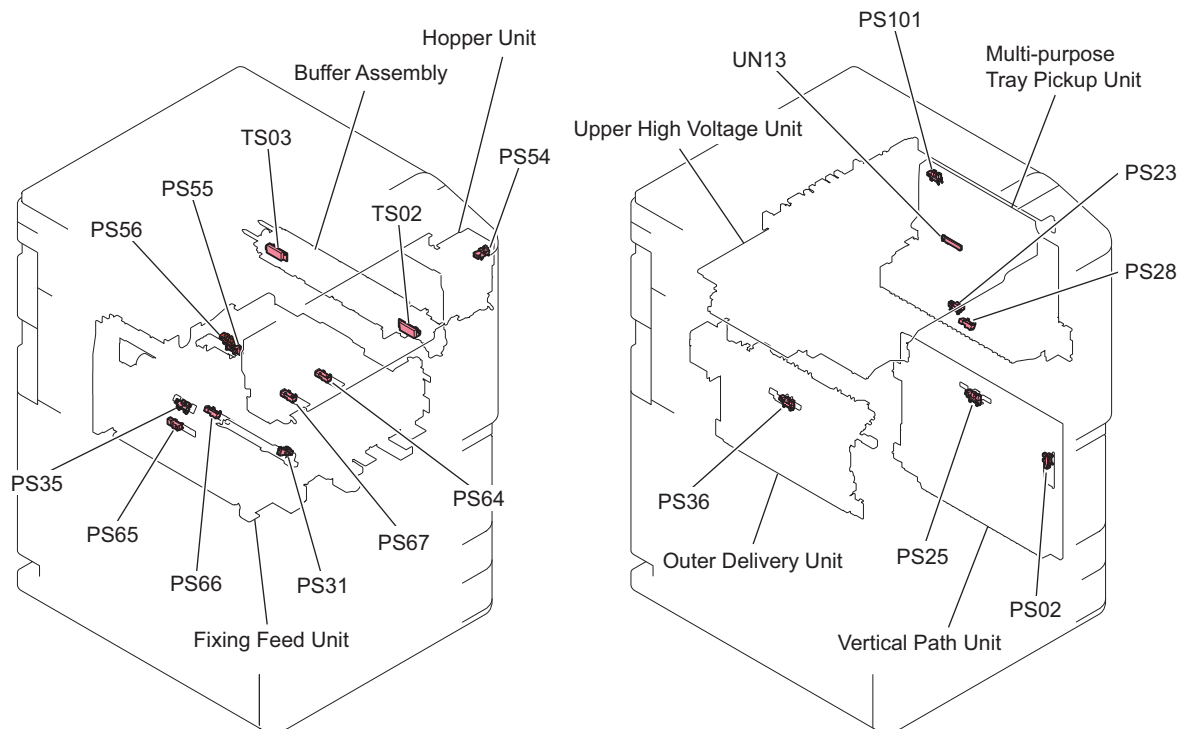 Hopper Unit
Buffer Assembly
TS03
PS54
PS55
TS02
PS56
PS35
PS64
PS65
PS67
PS66
PS31
Fixing Feed Unit
PS101
UN13
Multi-purpose
Tray Pickup Unit
Upper High Voltage Unit
PS23
PS28
PS36
PS25
Outer Delivery Unit
PS02
Vertical Path Unit